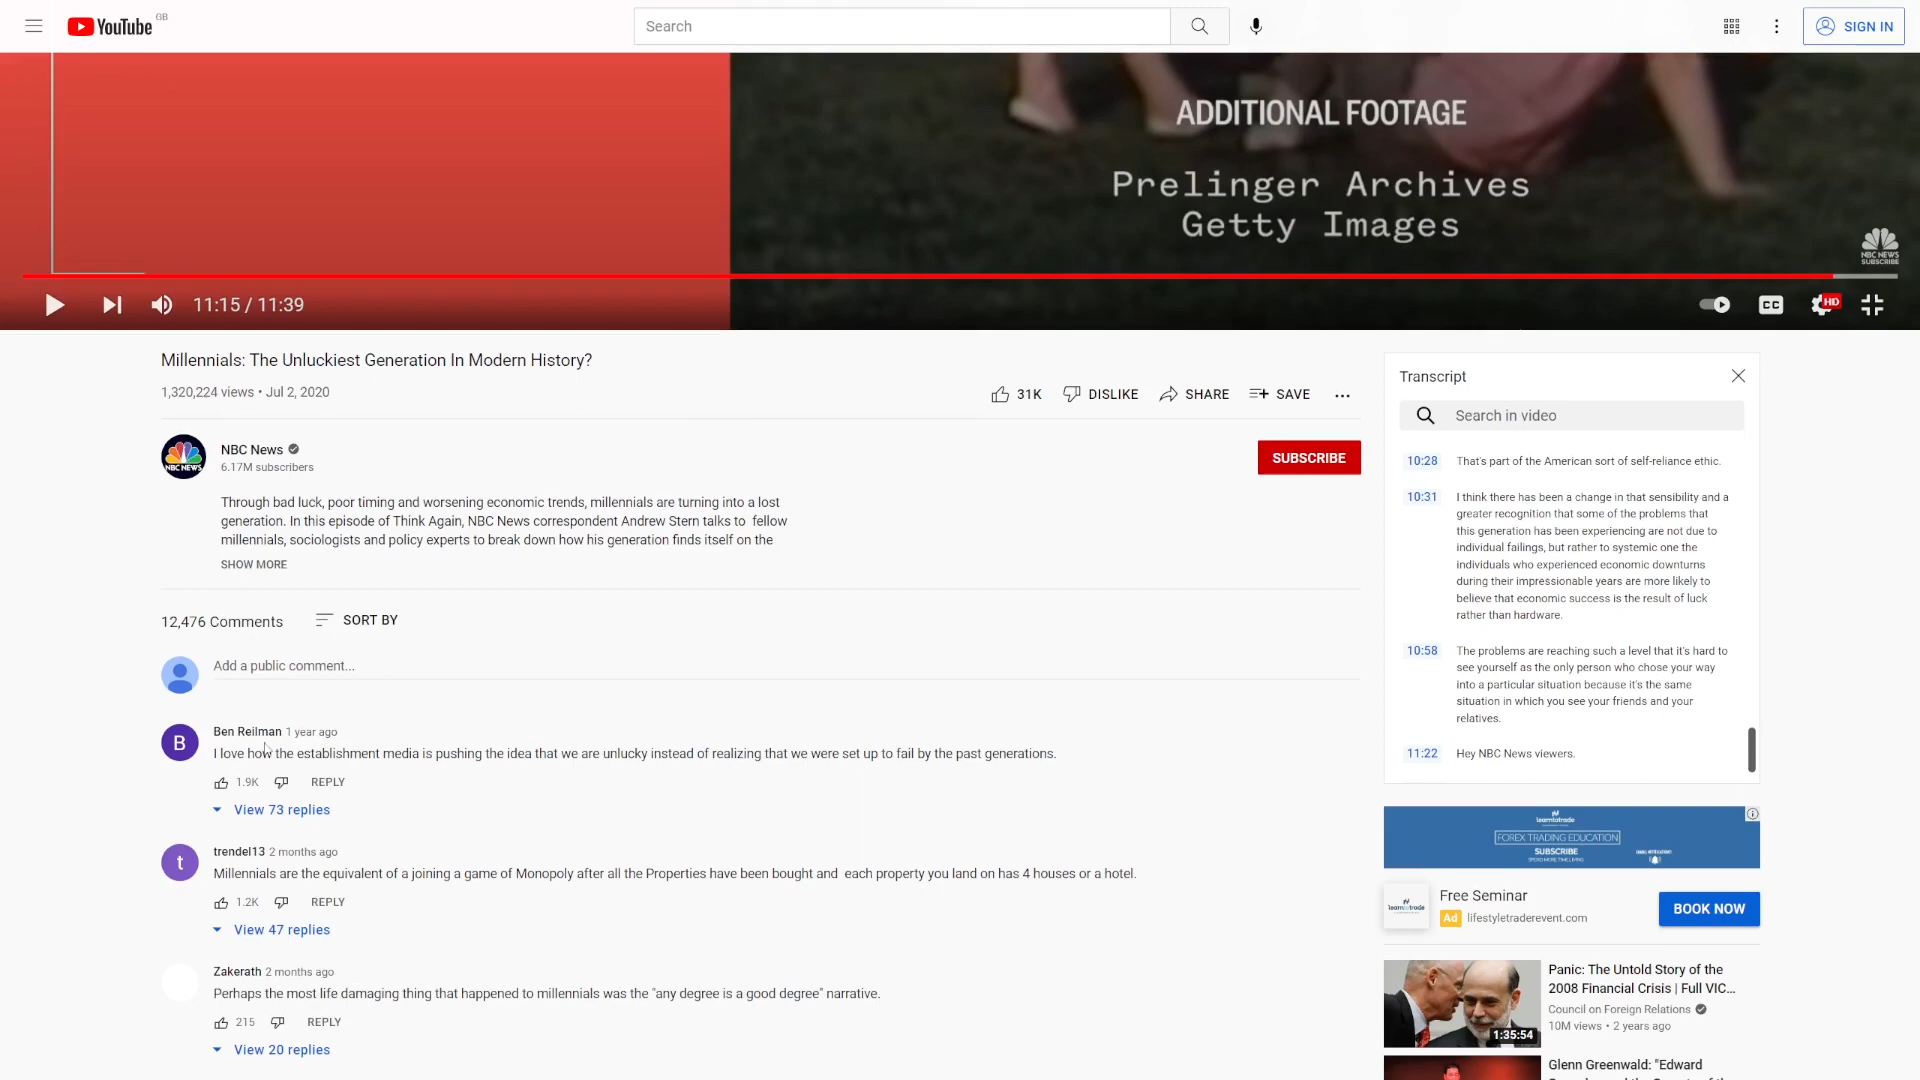 YouTube GB
Search
SIGN IN
ADDITIONAL FOOTAGE
Prelinger Archives
Getty Images
NBC NEWS
SUBSCRIBE
11:15 / 11:39
CC
HD
Millennials: The Unluckiest Generation In Modern History?
1,320,224 views • Jul 2, 2020
31K
DISLIKE
SHARE
SAVE
NBC NEWS
NBC News
6.17M subscribers
SUBSCRIBE
Through bad luck, poor timing and worsening economic trends, millennials are turning into a lost
generation. In this episode of Think Again, NBC News correspondent Andrew Stern talks to fellow
millennials, sociologists and policy experts to break down how his generation finds itself on the
SHOW MORE
12,476 Comments
SORT BY
Add a public comment...
B
Ben Reilman 1 year ago
I love how the establishment media is pushing the idea that we are unlucky instead of realizing that we were set up to fail by the past generations.
1.9K
REPLY
View 73 replies
t
trendel13 2 months ago
Millennials are the equivalent of a joining a game of Monopoly after all the Properties have been bought and each property you land on has 4 houses or a hotel.
1.2K
REPLY
View 47 replies
Zakerath 2 months ago
Perhaps the most life damaging thing that happened to millennials was the "any degree is a good degree" narrative.
215
REPLY
View 20 replies
Transcript
Search in video
10:28 That's part of the American sort of self-reliance ethic.
10:31 I think there has been a change in that sensibility and a
greater recognition that some of the problems that
this generation has been experiencing are not due to
individual failings, but rather to systemic one the
individuals who experienced economic downturns
during their impressionable years are more likely to
believe that economic success is the result of luck
rather than hardware.
10:58 The problems are reaching such a level that it's hard to
see yourself as the only person who chose your way
into a particular situation because it's the same
situation in which you see your friends and your
relatives.
11:22 Hey NBC News viewers.
learntotrade
FOREX TRADING EDUCATION
SUBSCRIBE
SPEND MORE TIME LIVING
learntotrade
Free Seminar
Ad lifestyletraderevent.com
BOOK NOW
1:35:54
Panic: The Untold Story of the
2008 Financial Crisis | Full VIC...
Council on Foreign Relations
10M views • 2 years ago
Glenn Greenwald: "Edward